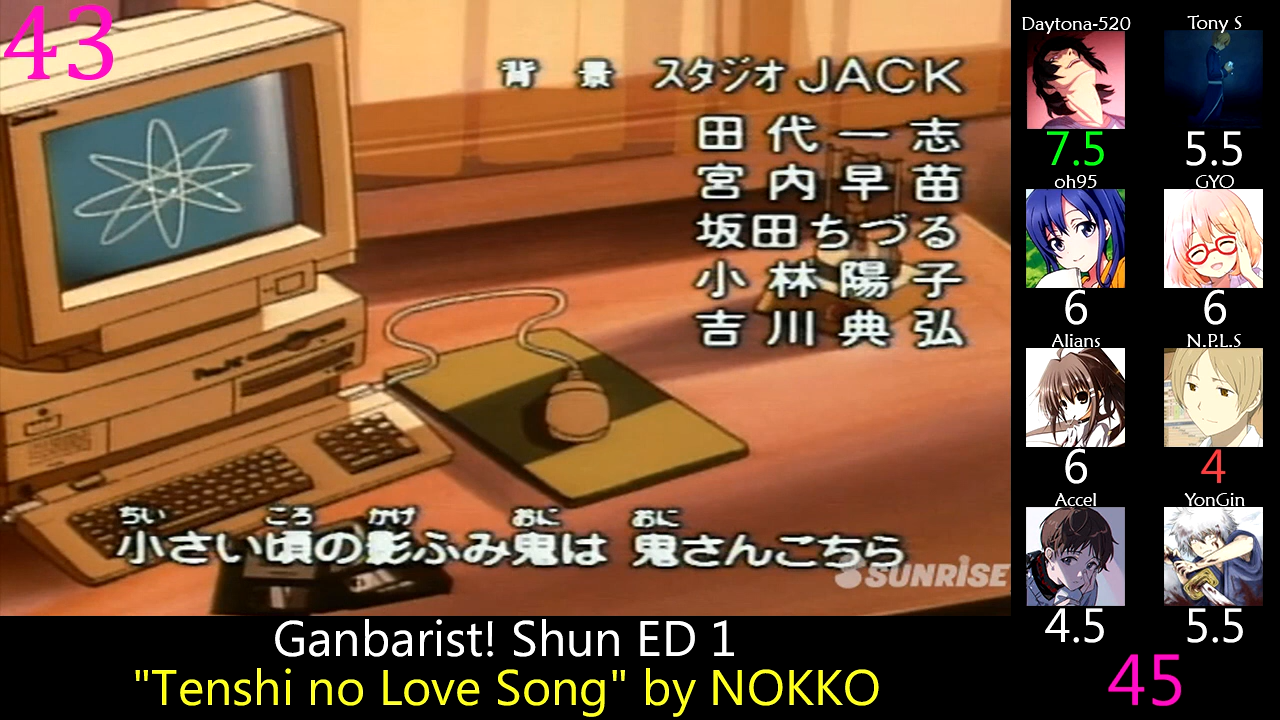 43
背景 スタジオJACK
田代一志
宮内早苗
坂田ちづる
小林陽子
吉川典弘
ちい ころ かげ おに おに
小さい頃の影ふみ鬼は 鬼さんこちら
SUNRISE
Ganbarist! Shun ED 1
"Tenshi no Love Song" by NOKKO
Daytona-520 Tony S
7.5 5.5
oh95 GYO
6 6
Alians N.P.L.S
6 4
Accel YonGin
4.5 5.5
45